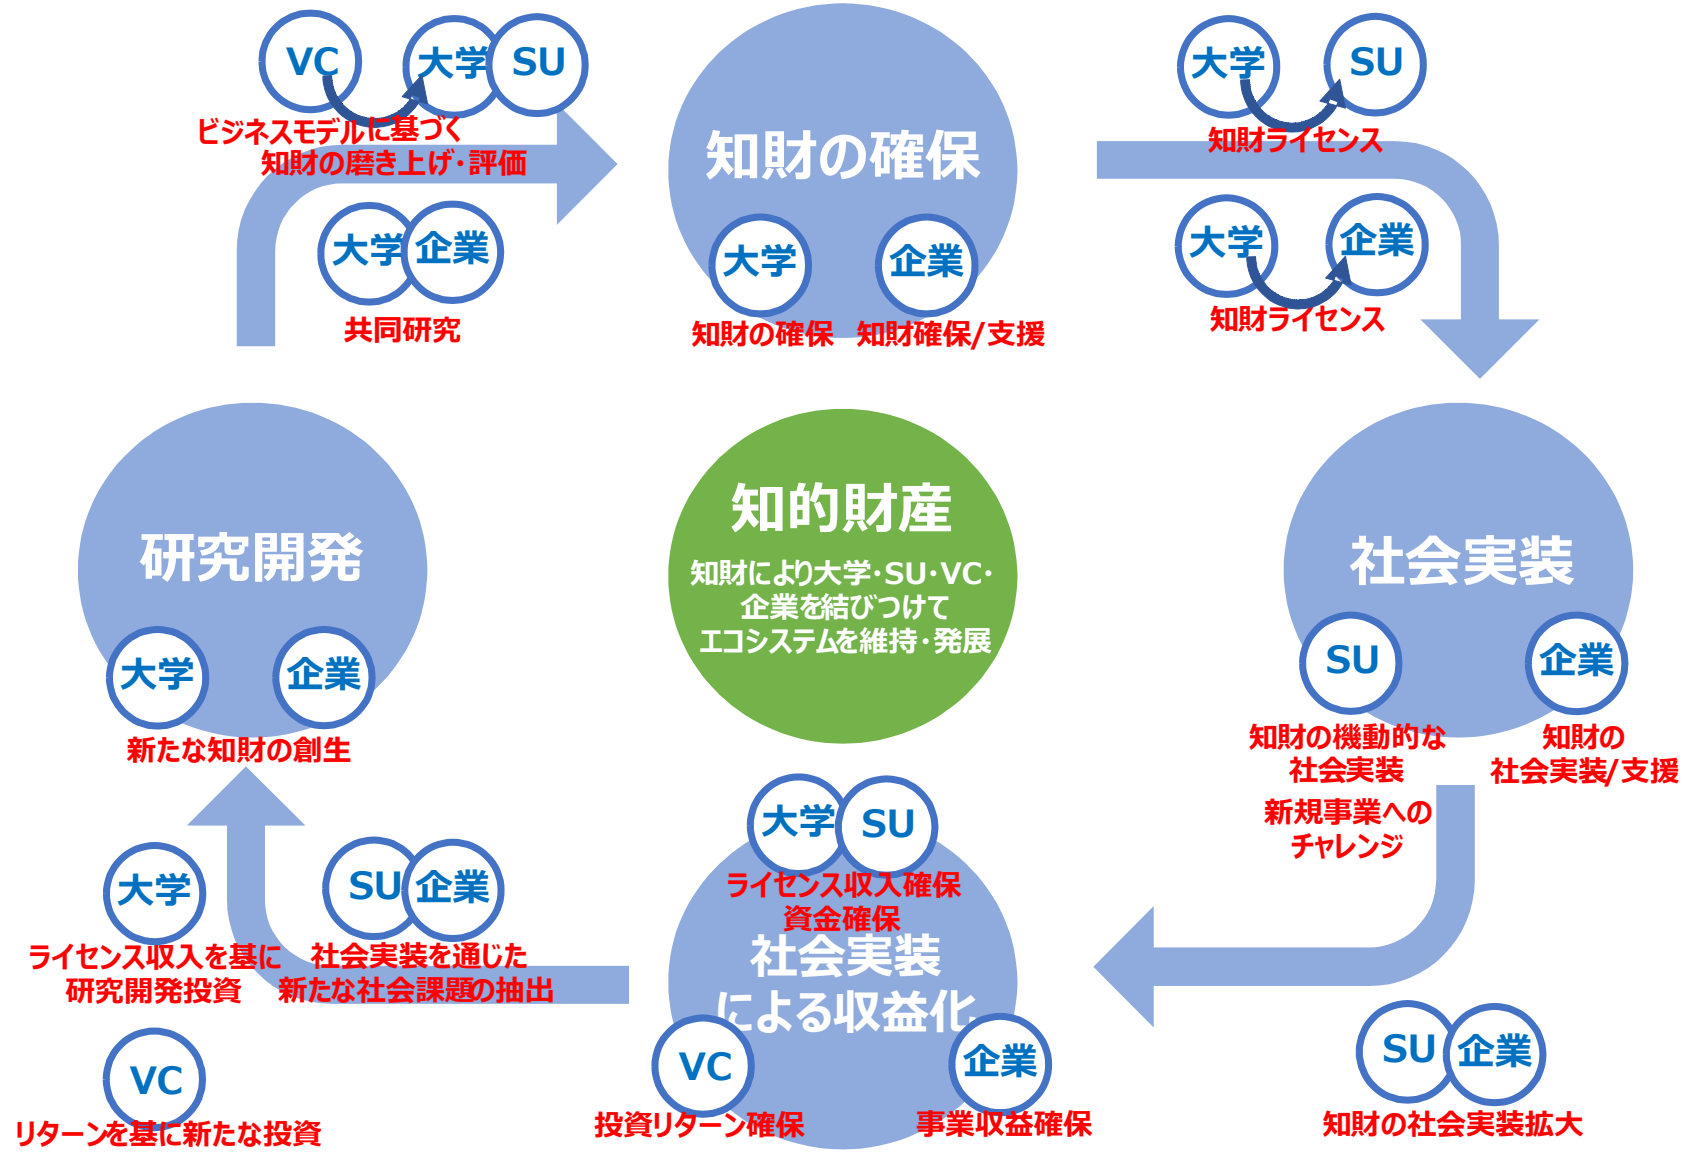 VC
大学
SU
ビジネスモデルに基づく
知財の磨き上げ・評価
大学
企業
共同研究
知財の確保
大学
企業
知財の確保
知財確保/支援
大学
SU
知財ライセンス
大学
企業
知財ライセンス
研究開発
大学
企業
新たな知財の創生
知的財産
知財により大学・SU・VC・
企業を結びつけて
エコシステムを維持・発展
社会実装
SU
企業
知財の機動的な
社会実装
知財の
社会実装/支援
新規事業への
チャレンジ
大学
ライセンス収入を基に
研究開発投資
SU
企業
社会実装を通じた
新たな社会課題の抽出
VC
リターンを基に新たな投資
大学
SU
ライセンス収入確保
資金確保
社会実装
による収益化
VC
企業
投資リターン確保
事業収益確保
SU
企業
知財の社会実装拡大